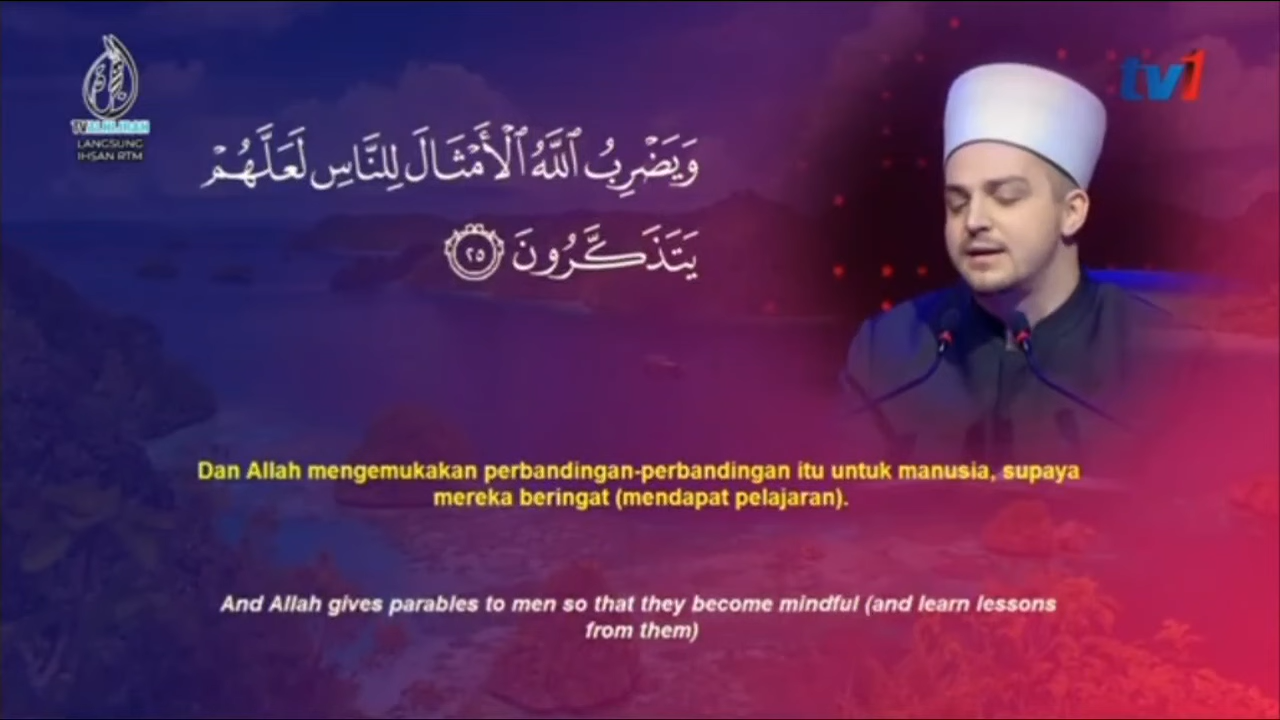 TV ALHIJRAH
LANGSUNG
IHSAN RTM
tv1
وَيَضْرِبُ ٱللَّهُ ٱلْأَمْثَالَ لِلنَّاسِ لَعَلَّهُمْ
يَتَذَكَّرُونَ ٢٥
Dan Allah mengemukakan perbandingan-perbandingan itu untuk manusia, supaya
mereka beringat (mendapat pelajaran).
And Allah gives parables to men so that they become mindful (and learn lessons
from them)